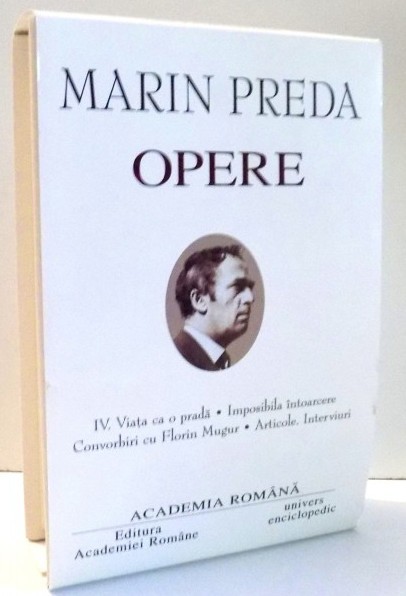 MARIN PREDA
OPERE
IV. Viața ca o pradă • Imposibila întoarcere
Convorbiri cu Florin Mugur • Articole. Interviuri
ACADEMIA ROMÂNĂ
Editura
Academiei Române
univers
enciclopedic